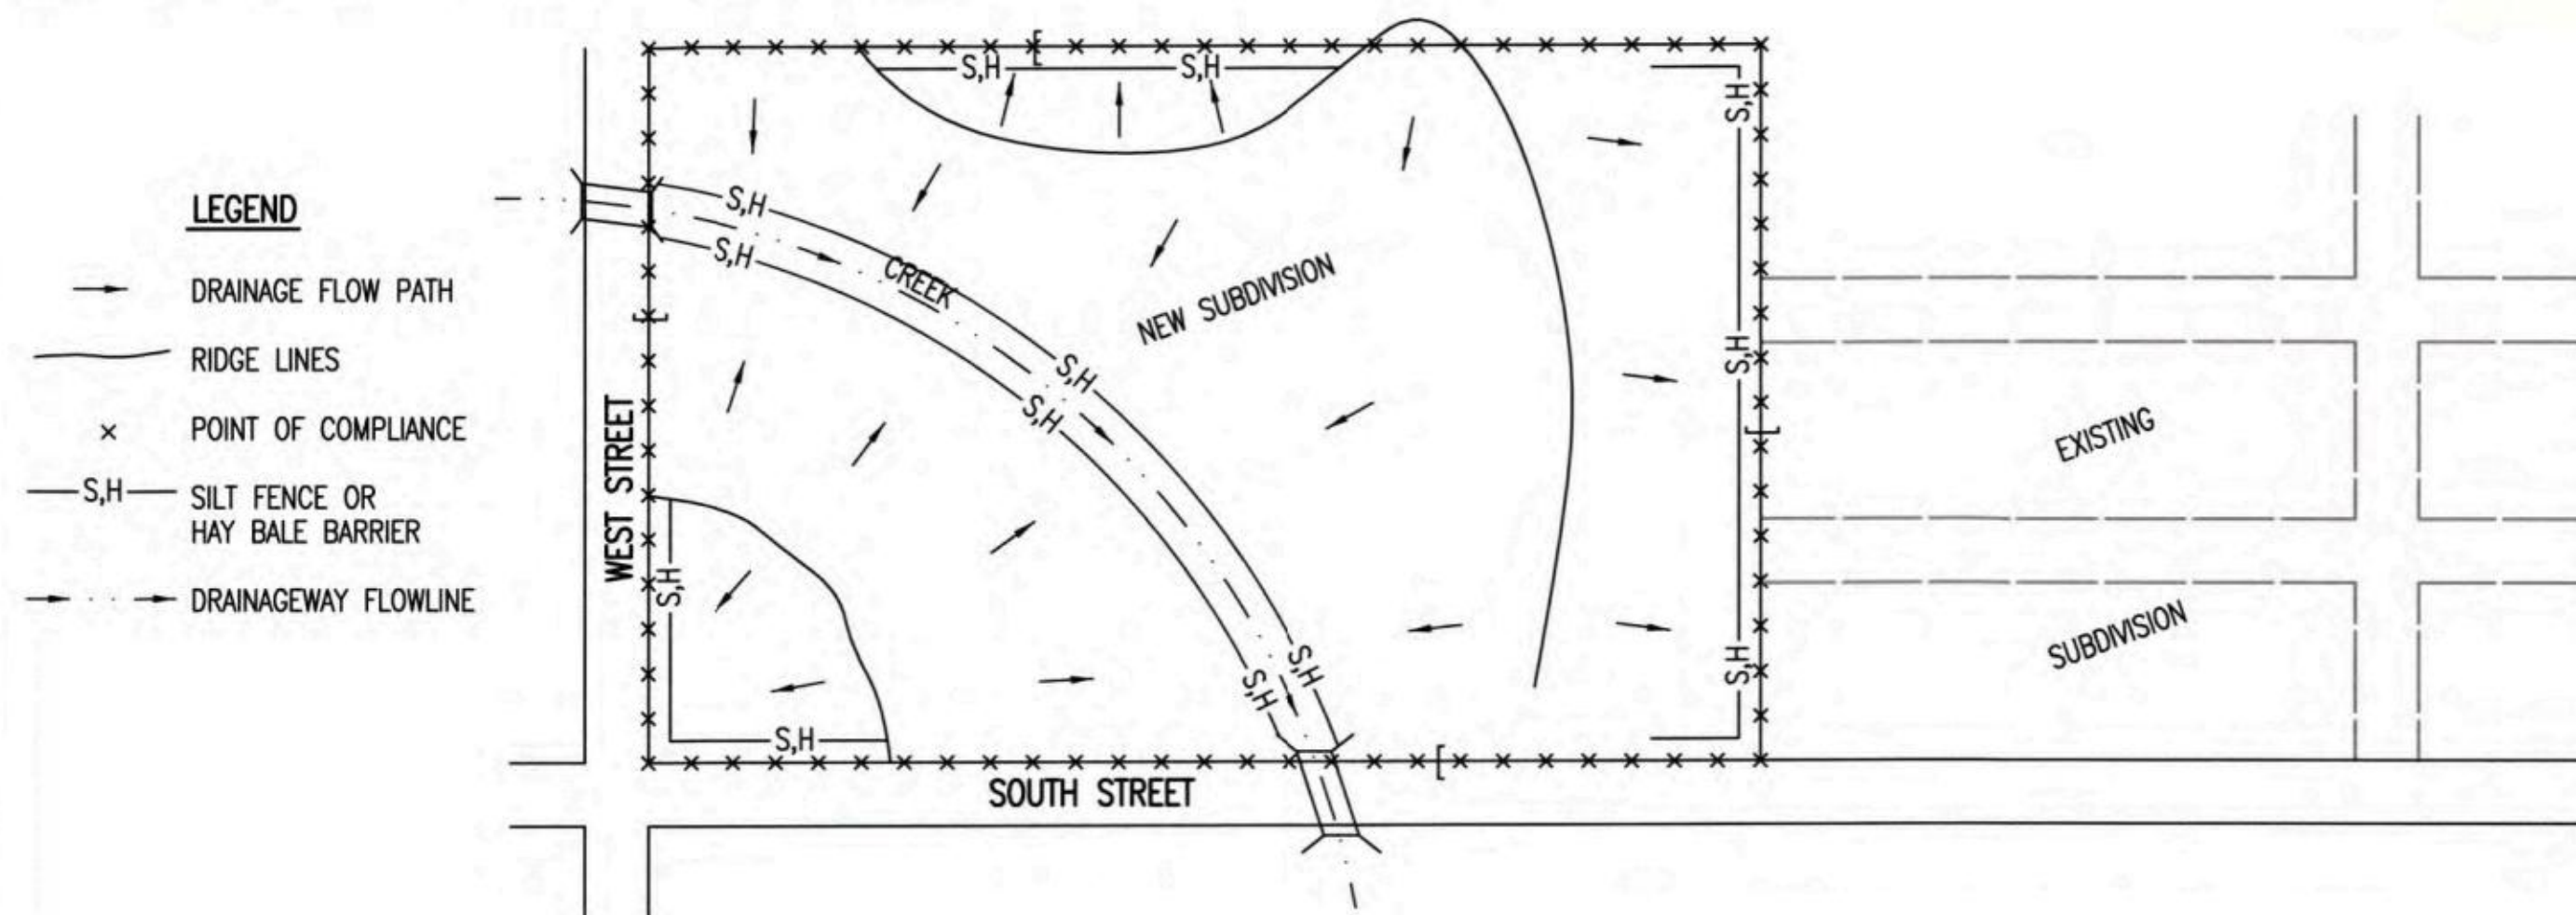 LEGEND
DRAINAGE FLOW PATH
RIDGE LINES
× POINT OF COMPLIANCE
S,H SILT FENCE OR
HAY BALE BARRIER
DRAINAGEWAY FLOWLINE
S,H
S,H
S,H
S,H
S,H
CREEK
NEW SUBDIVISION
S,H
S,H
S,H
WEST STREET
EXISTING
S,H
S,H
S,H
S,H
SUBDIVISION
S,H
SOUTH STREET